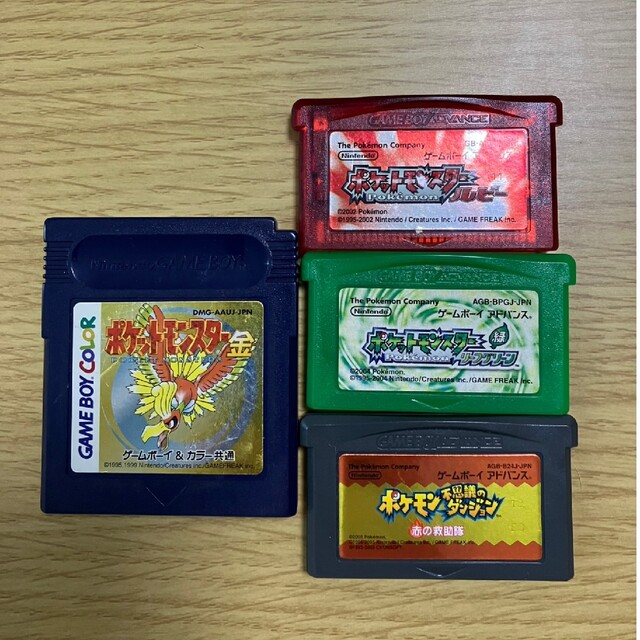 DMG-AAUJ-JPN
ポケットモンスター金
GAME BOY COLOR
ゲームボーイ&カラー共通
GAME BOY ADVANCE
The Pokémon Company
Nintendo
ゲームボーイ
ポケットモンスター
Pokémon
ルビー
©2002 Pokémon.
©1995-2002 Nintendo/Creatures inc./GAME FREAK inc.
GAME BOY ADVANCE
The Pokémon Company
AGB-BPGJ-JPN
Nintendo
ゲームボーイ アドバンス
ポケットモンスター 緑
Pokémon
リーフグリーン
©2004 Pokémon.
©1995-2004 Nintendo/Creatures inc./GAME FREAK inc.
GAME BOY ADVANCE
The Pokémon Company
AGB-B24J-JPN
Nintendo
ゲームボーイ アドバンス
ポケモン不思議のダンジョン
赤の救助隊